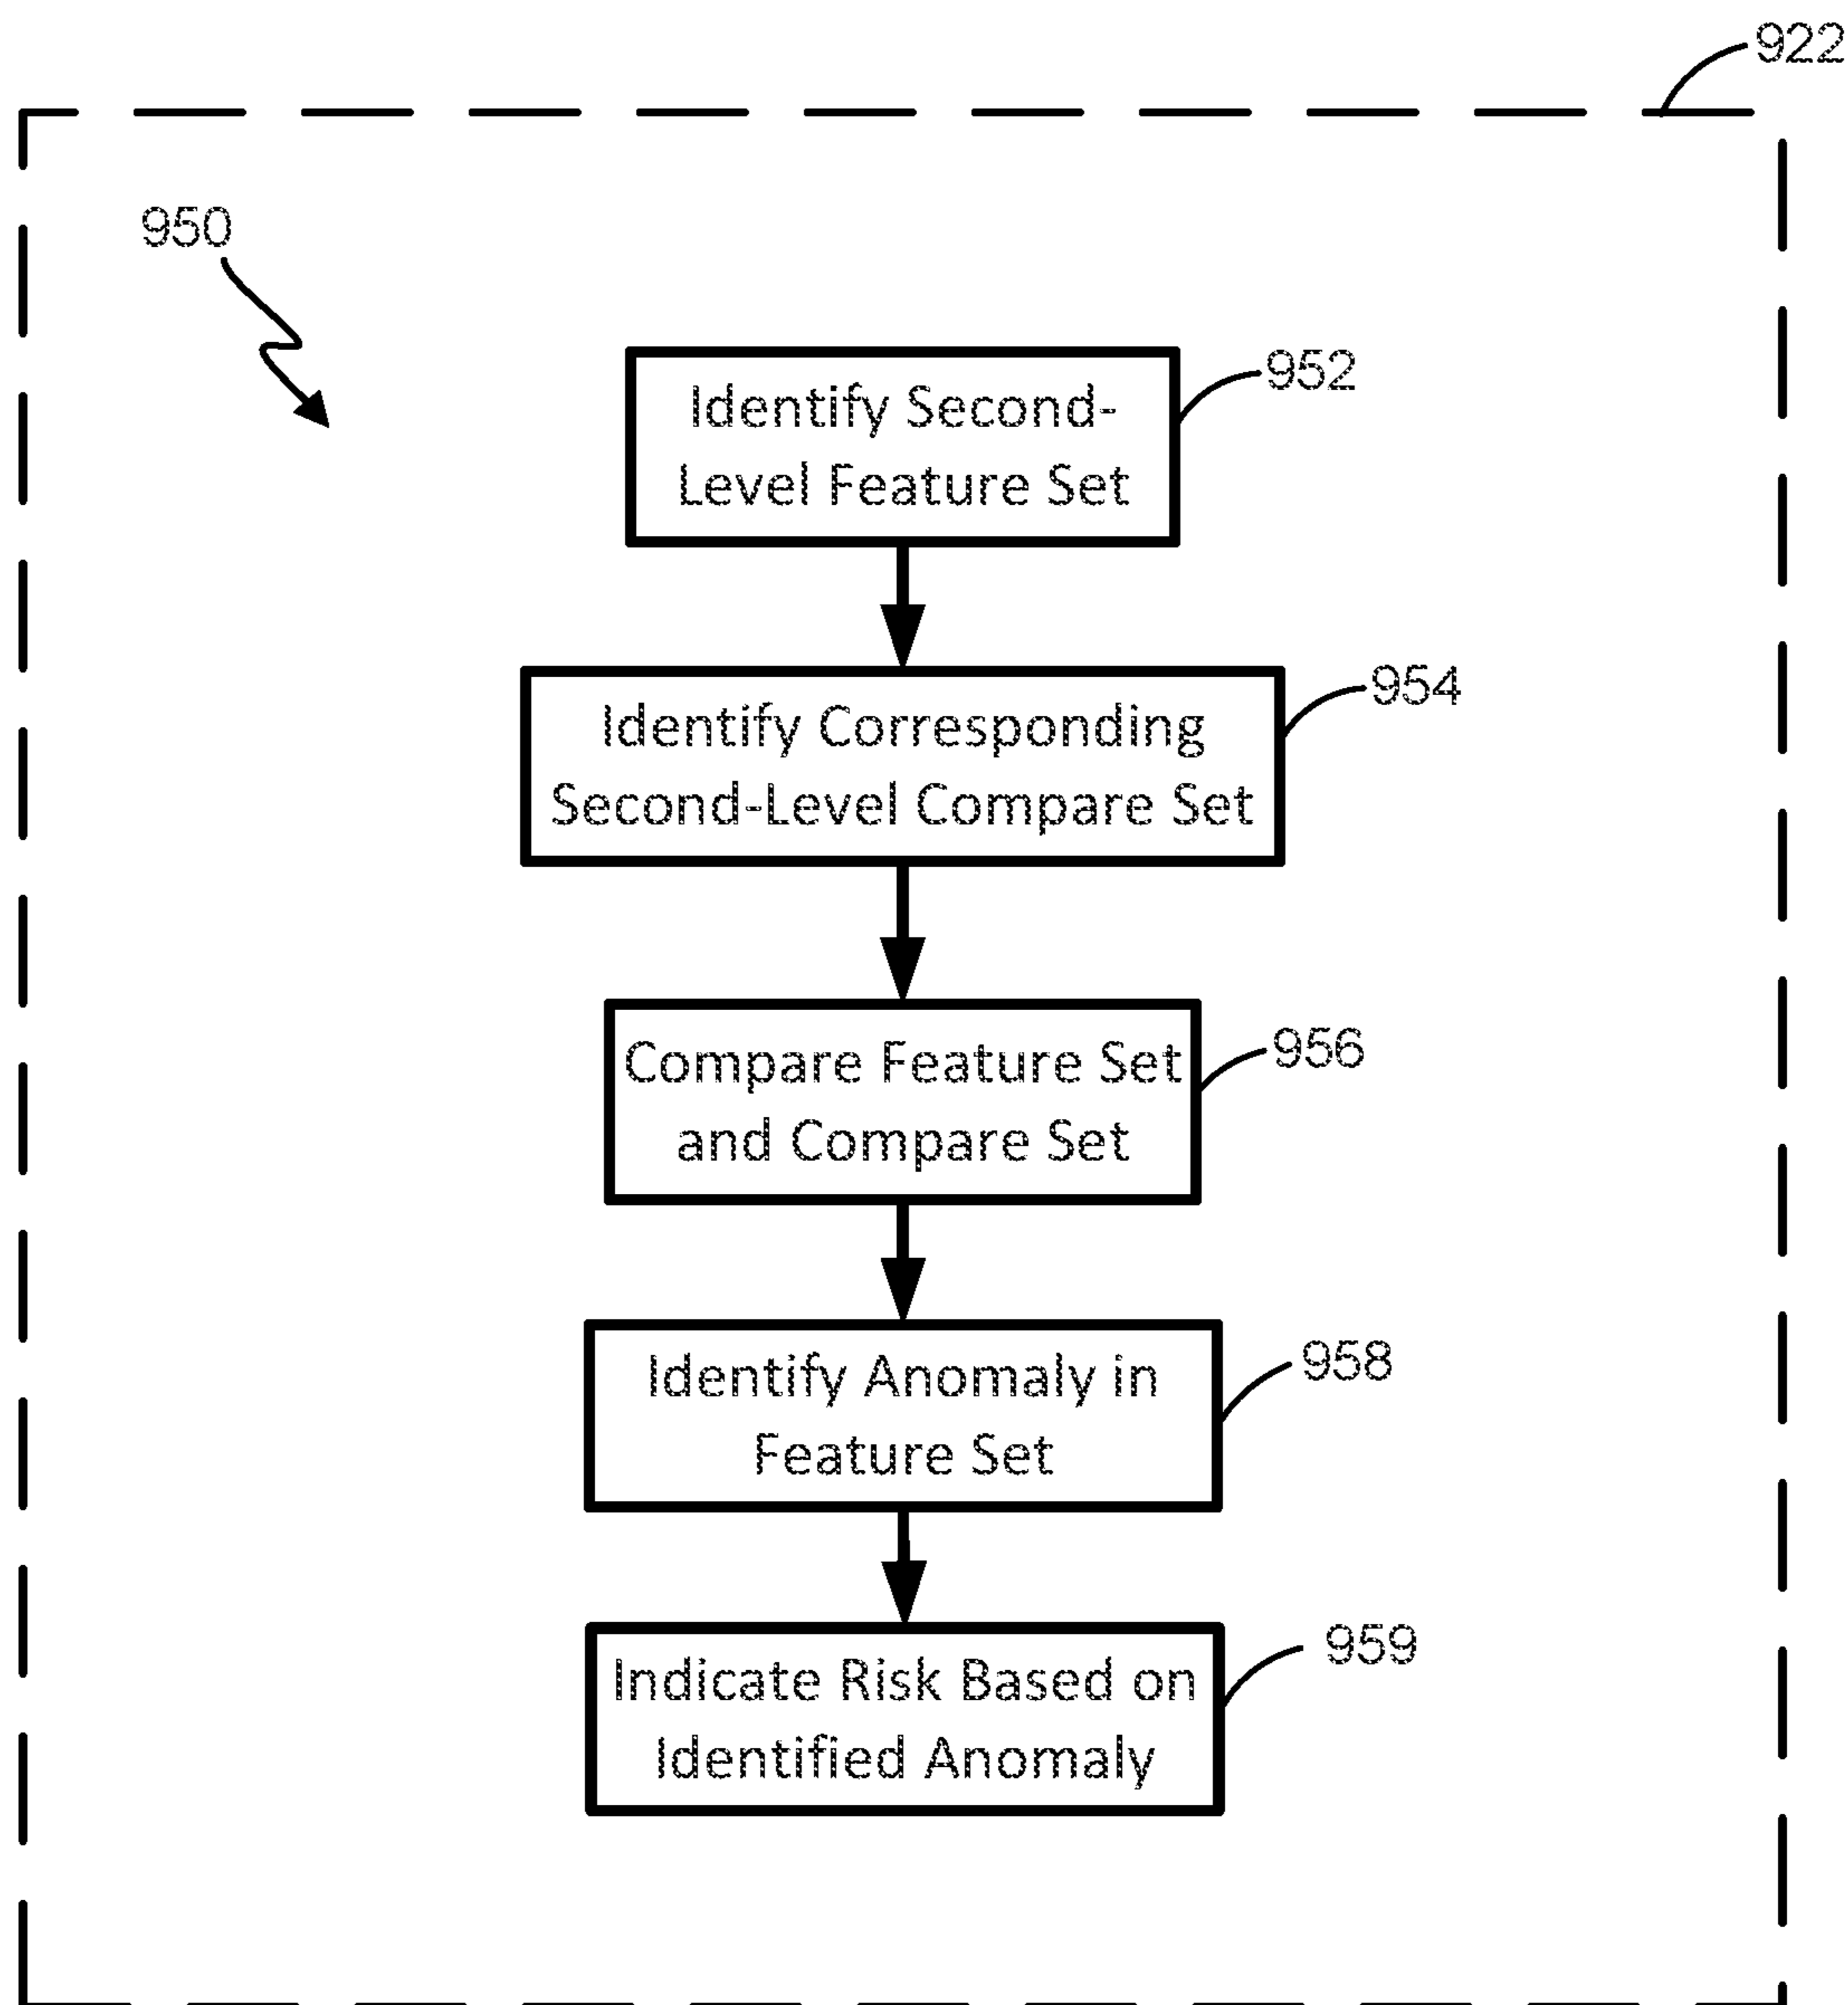 922
950
Identify Second-
Level Feature Set
952
Identify Corresponding
Second-Level Compare Set
954
Compare Feature Set
and Compare Set
956
Identify Anomaly in
Feature Set
958
Indicate Risk Based on
Identified Anomaly
959